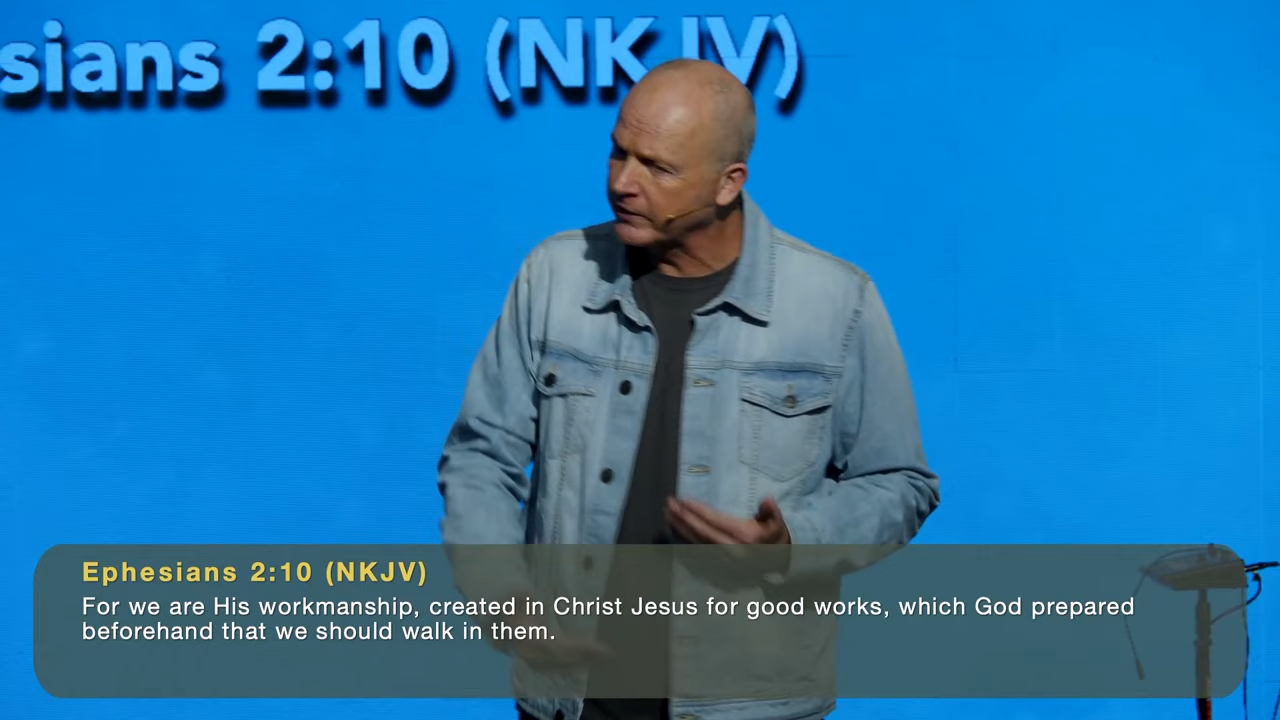 sians 2:10 (NKJV)
Ephesians 2:10 (NKJV)
For we are His workmanship, created in Christ Jesus for good works, which God prepared
beforehand that we should walk in them.